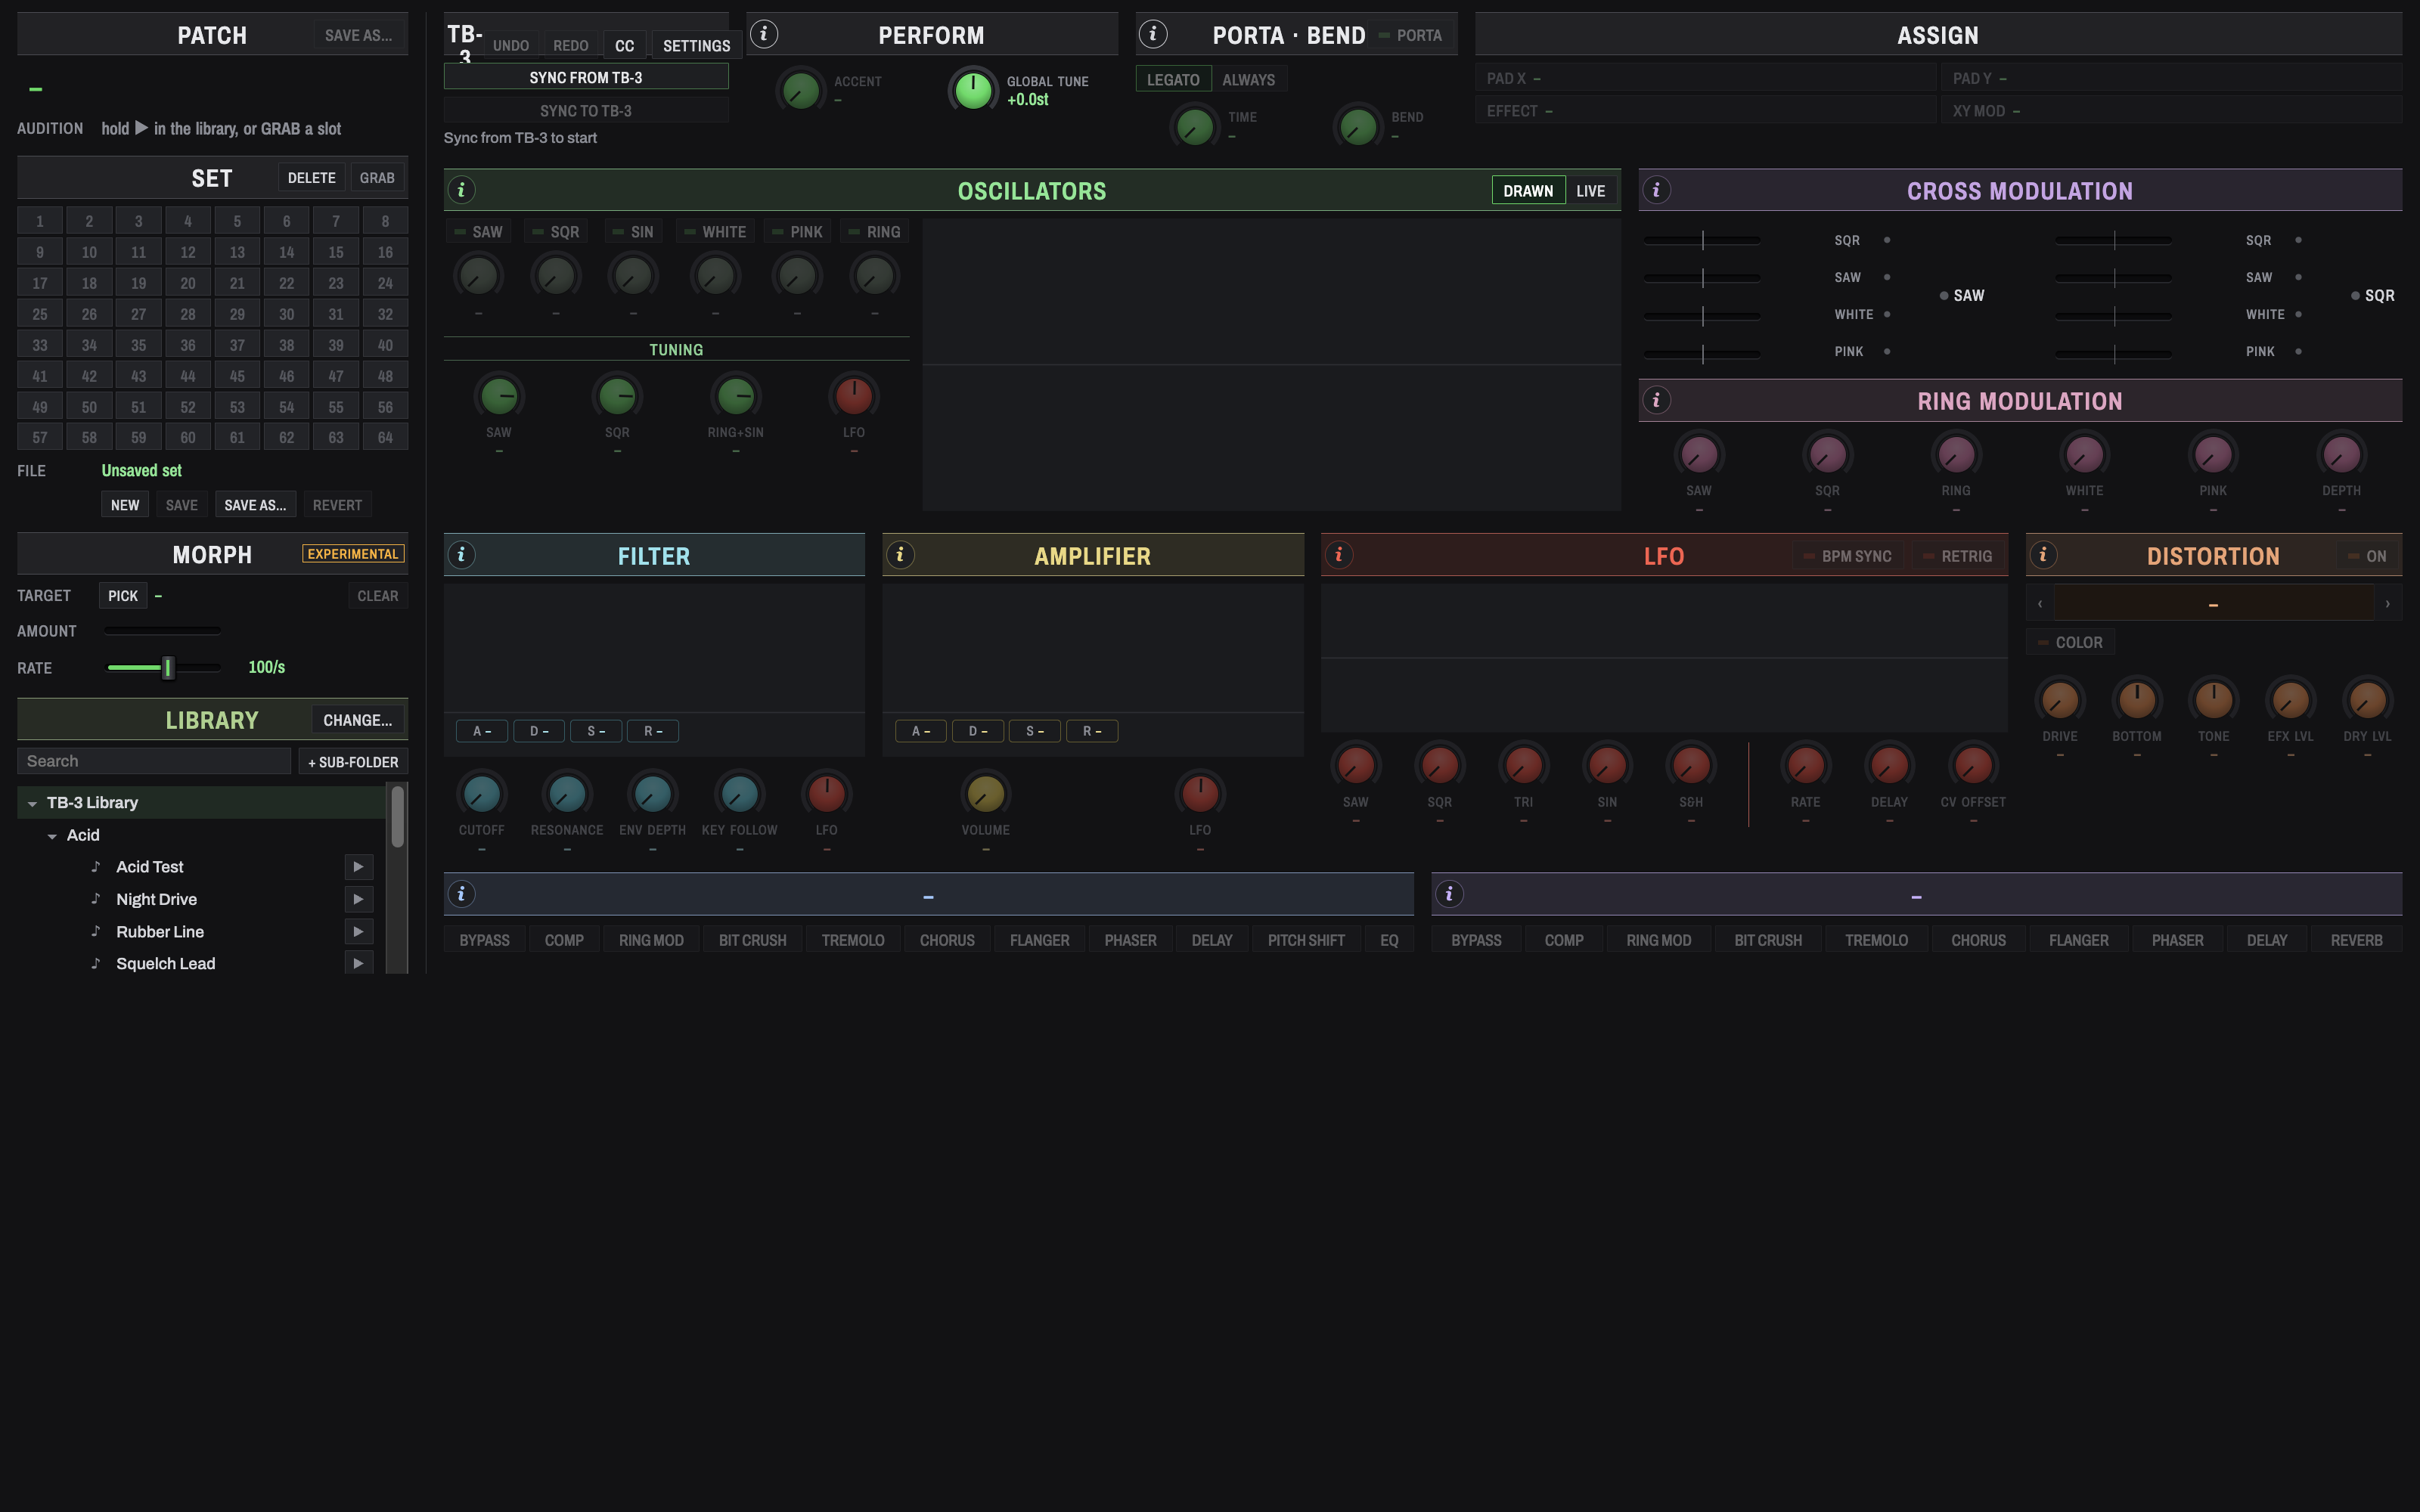 PATCH
SAVE AS...
–
AUDITION hold ▶ in the library, or GRAB a slot
SET
DELETE
GRAB
1 2 3 4 5 6 7 8
9 10 11 12 13 14 15 16
17 18 19 20 21 22 23 24
25 26 27 28 29 30 31 32
33 34 35 36 37 38 39 40
41 42 43 44 45 46 47 48
49 50 51 52 53 54 55 56
57 58 59 60 61 62 63 64
FILE Unsaved set
NEW SAVE SAVE AS... REVERT
MORPH
EXPERIMENTAL
TARGET PICK – CLEAR
AMOUNT
RATE 100/s
LIBRARY
CHANGE...
Search
+ SUB-FOLDER
TB-3 Library
Acid
Acid Test
Night Drive
Rubber Line
Squelch Lead
TB-3
UNDO REDO CC SETTINGS
SYNC FROM TB-3
SYNC TO TB-3
Sync from TB-3 to start
i PERFORM
ACCENT
–
GLOBAL TUNE
+0.0st
i PORTA · BEND
PORTA
LEGATO ALWAYS
TIME
–
BEND
–
ASSIGN
PAD X –
PAD Y –
EFFECT –
XY MOD –
i OSCILLATORS
DRAWN LIVE
SAW SQR SIN WHITE PINK RING
– – – – – –
TUNING
SAW SQR RING+SIN LFO
– – – –
i CROSS MODULATION
SQR
SAW
WHITE
PINK
SAW
SQR
SAW
WHITE
PINK
SQR
i RING MODULATION
SAW SQR RING WHITE PINK DEPTH
– – – – – –
i FILTER
A – D – S – R –
CUTOFF RESONANCE ENV DEPTH KEY FOLLOW LFO
– – – – –
i AMPLIFIER
A – D – S – R –
VOLUME LFO
– –
i LFO
BPM SYNC
RETRIG
SAW SQR TRI SIN S&H RATE DELAY CV OFFSET
– – – – – – – –
i DISTORTION
ON
‹ – ›
COLOR
DRIVE BOTTOM TONE EFX LVL DRY LVL
– – – – –
i –
BYPASS COMP RING MOD BIT CRUSH TREMOLO CHORUS FLANGER PHASER DELAY PITCH SHIFT EQ
i –
BYPASS COMP RING MOD BIT CRUSH TREMOLO CHORUS FLANGER PHASER DELAY REVERB